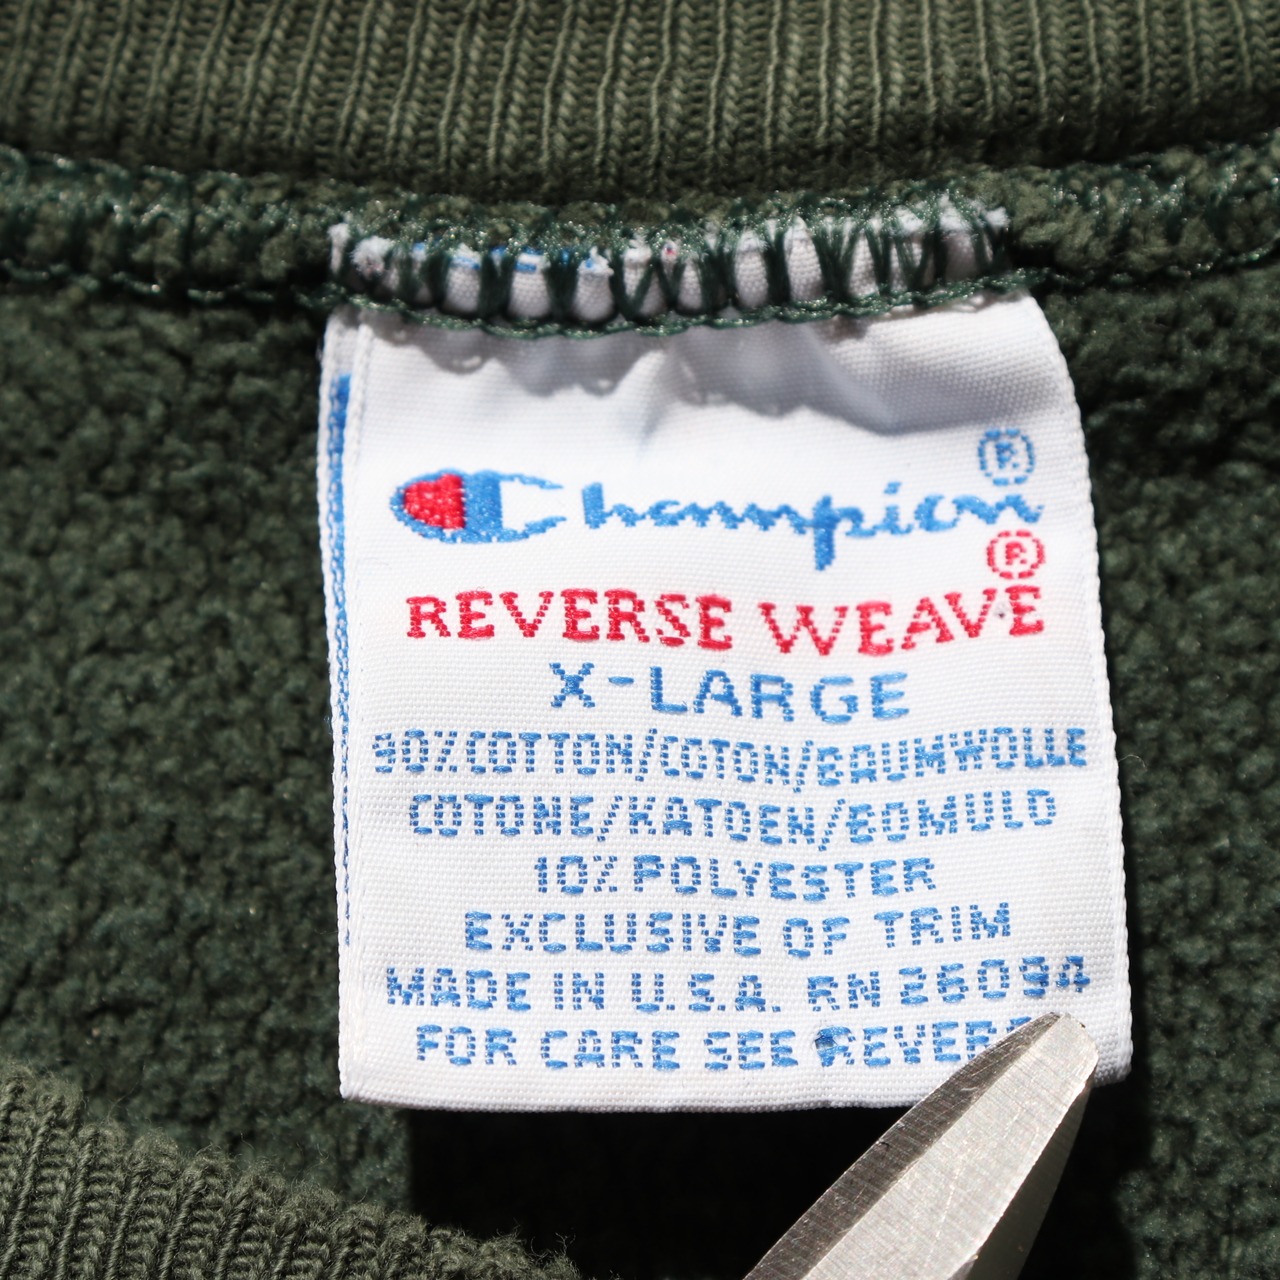 Champion®
REVERSE WEAVE®
X-LARGE
90% COTTON/COTON/BAUMWOLLE
COTONE/KATOEN/BOMULD
10% POLYESTER
EXCLUSIVE OF TRIM
MADE IN U.S.A. RN 26094
FOR CARE SEE